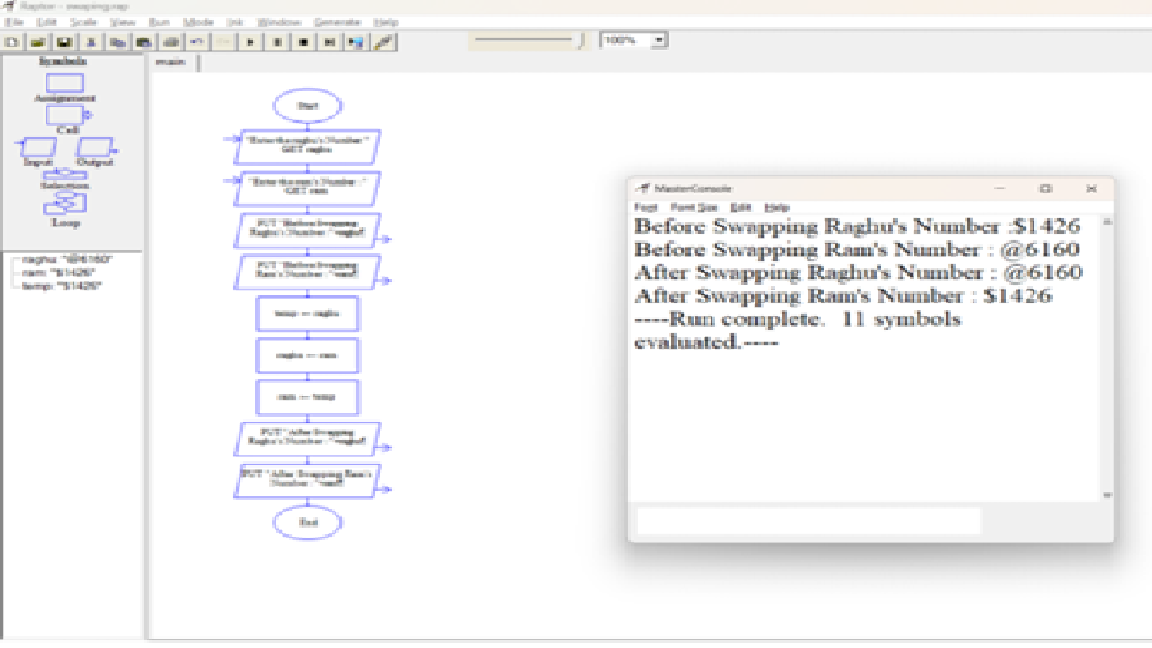 Raptor - swaping.rap
File Edit Scale View Run Mode Ink Window Generate Help
100%
Symbols
main
Assignment
Call
Input Output
Selection
Loop
raghu: "@6160"
ram: "$1426"
temp: "$1426"
Start
"Enter the raghu's Number "
GET raghu
"Enter the ram's Number : "
GET ram
PUT "Before Swapping
Raghu's Number :"+raghu¶
PUT "Before Swapping
Ram's Number : "+ram¶
temp ← raghu
raghu ← ram
ram ← temp
PUT "After Swapping
Raghu's Number : "+raghu¶
PUT "After Swapping Ram's
Number : "+ram¶
End
MasterConsole
Font Font Size Edit Help
Before Swapping Raghu's Number :$1426
Before Swapping Ram's Number : @6160
After Swapping Raghu's Number : @6160
After Swapping Ram's Number : $1426
----Run complete. 11 symbols
evaluated.----